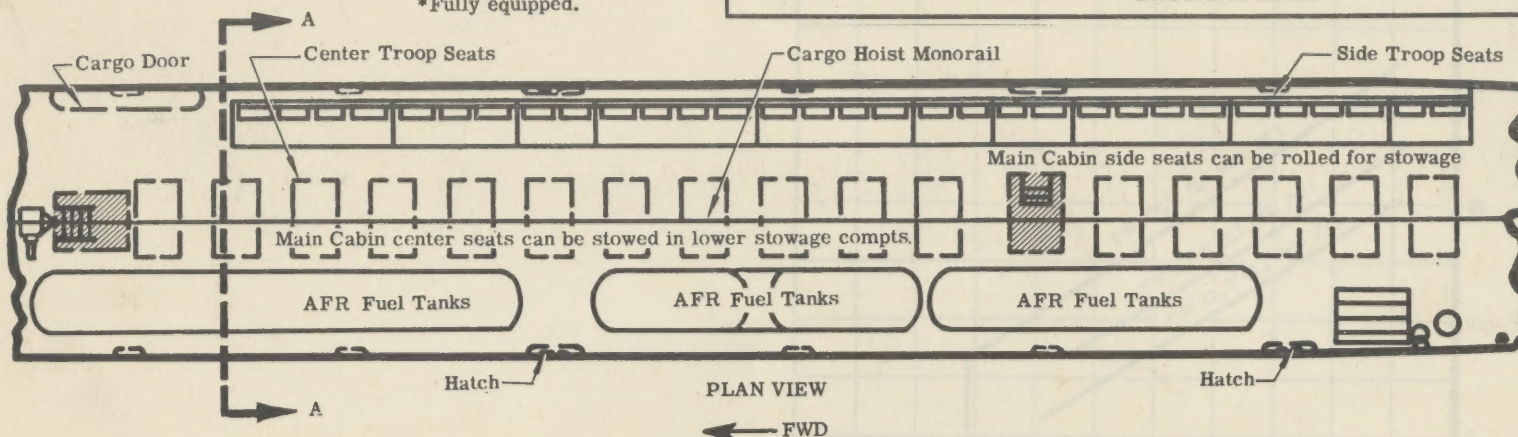 *Fully equipped.
A
Cargo Door
Center Troop Seats
Cargo Hoist Monorail
Side Troop Seats
Main Cabin side seats can be rolled for stowage
Main Cabin center seats can be stowed in lower stowage compts.
AFR Fuel Tanks
AFR Fuel Tanks
AFR Fuel Tanks
Hatch
PLAN VIEW
Hatch
A
FWD